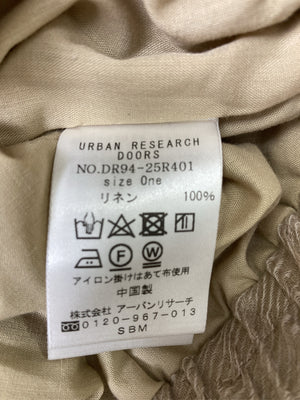 URBAN RESEARCH
DOORS
NO.DR94-25R401
size One
リネン 100%
F W
アイロン掛けはあて布使用
中国製
株式会社 アーバンリサーチ
0120-967-013
SBM